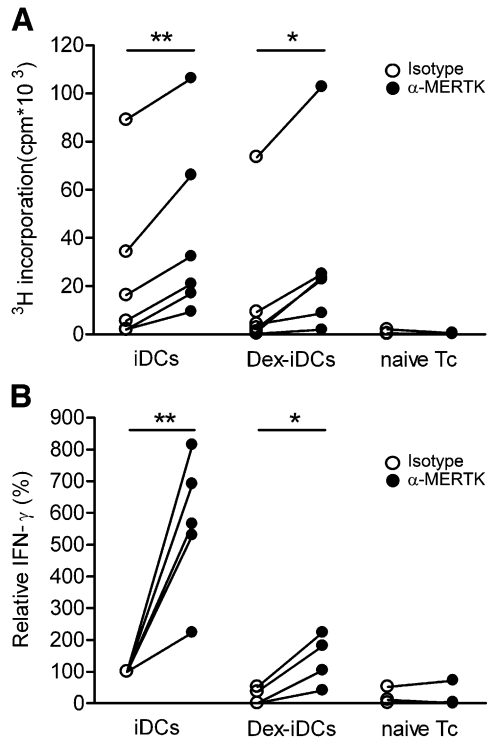 A
120
** *
100
80
60
40
20
0
³H incorporation(cpm*10³)
Isotype
α-MERTK
iDCs Dex-iDCs naive Tc
B
900
** *
800
700
600
500
400
300
200
100
0
Relative IFN-γ (%)
Isotype
α-MERTK
iDCs Dex-iDCs naive Tc